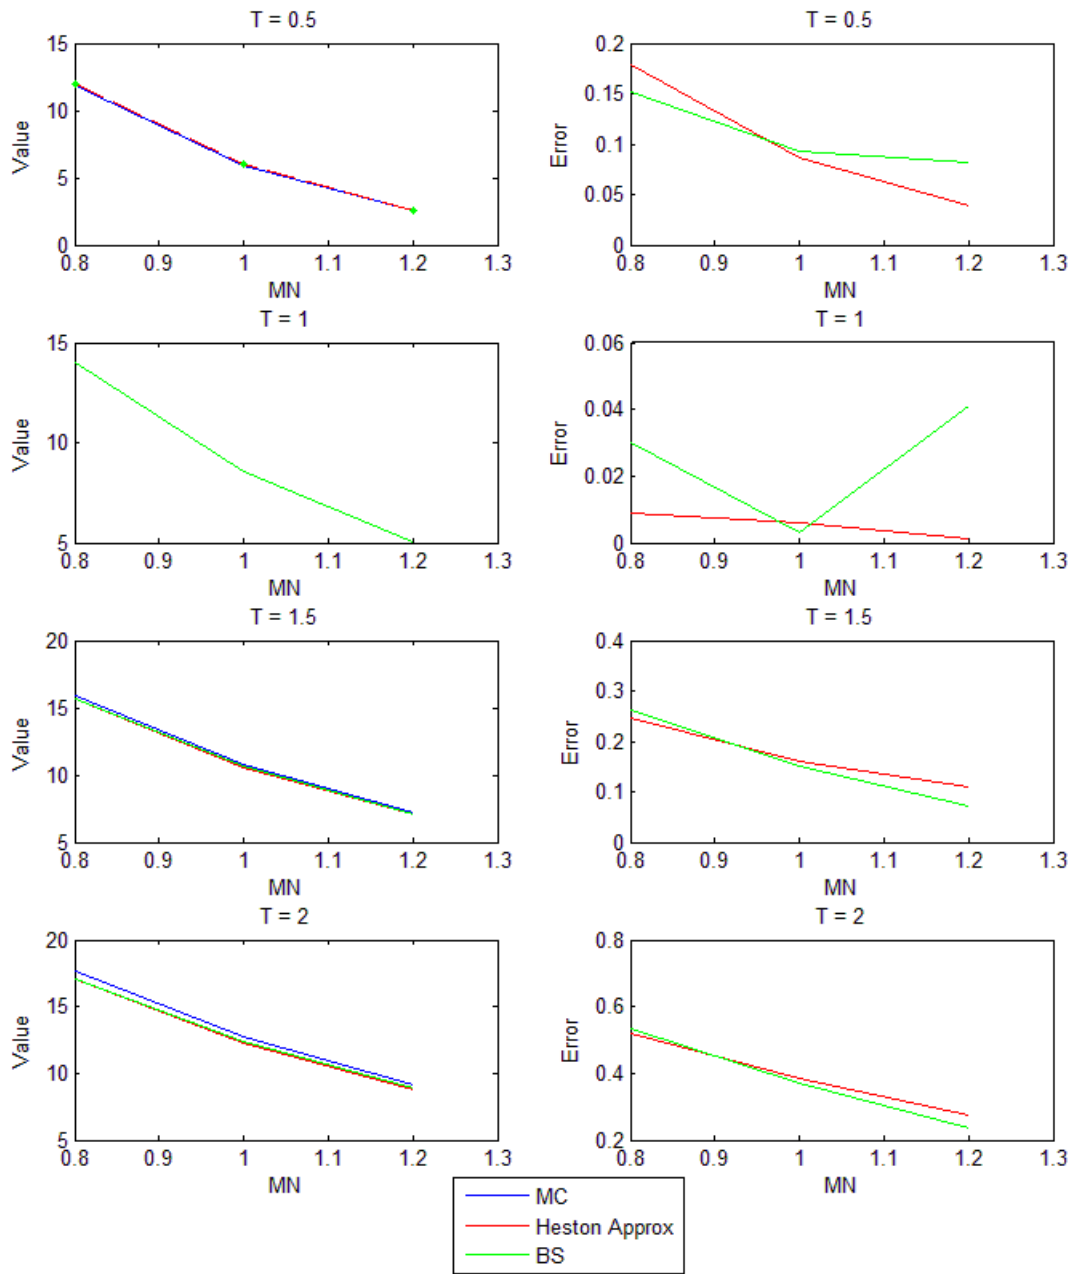 T = 0.5
15
10
5
0
Value
0.8 0.9 1 1.1 1.2 1.3
MN
T = 0.5
0.2
0.15
0.1
0.05
0
Error
0.8 0.9 1 1.1 1.2 1.3
MN
T = 1
15
10
5
Value
0.8 0.9 1 1.1 1.2 1.3
MN
T = 1
0.06
0.04
0.02
0
Error
0.8 0.9 1 1.1 1.2 1.3
MN
T = 1.5
20
15
10
5
Value
0.8 0.9 1 1.1 1.2 1.3
MN
T = 1.5
0.4
0.3
0.2
0.1
0
Error
0.8 0.9 1 1.1 1.2 1.3
MN
T = 2
20
15
10
5
Value
0.8 0.9 1 1.1 1.2 1.3
MN
T = 2
0.8
0.6
0.4
0.2
Error
0.8 0.9 1 1.1 1.2 1.3
MN
MC
Heston Approx
BS